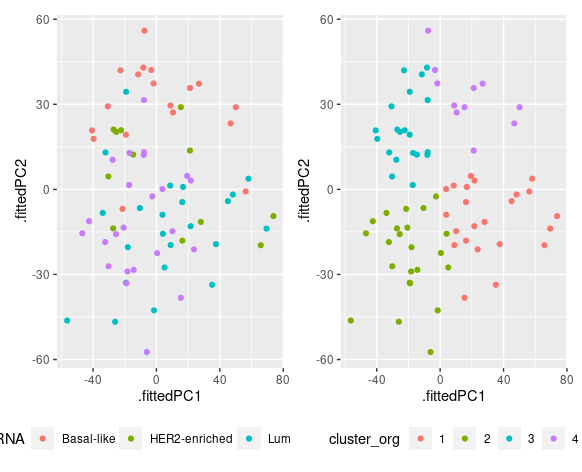 60
30
0
-30
-60
.fittedPC2
-40 0 40 80
.fittedPC1
60
30
0
-30
-60
.fittedPC2
-40 0 40 80
.fittedPC1
RNA Basal-like HER2-enriched Lum
cluster_org 1 2 3 4